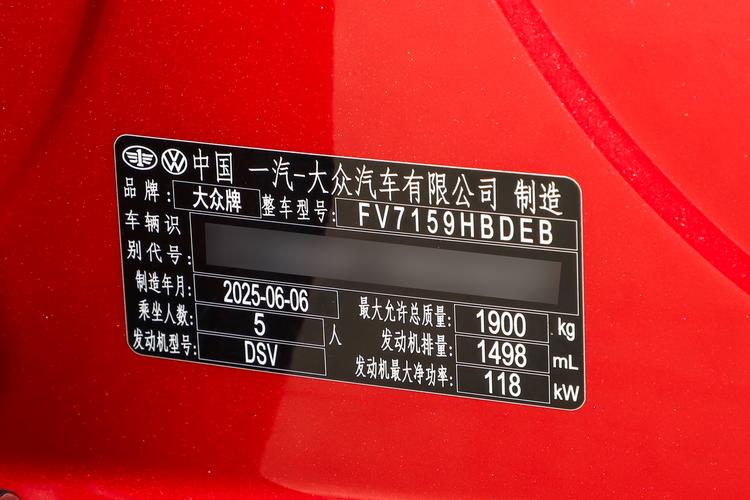 中国 一汽-大众汽车有限公司 制造
品牌: 大众牌 整车型号: FV7159HBDEB
车辆识
别代号:
制造年月: 2025-06-06 最大允许总质量: 1900 kg
乘坐人数: 5 人 发动机排量: 1498 mL
发动机型号: DSV 发动机最大净功率: 118 kW